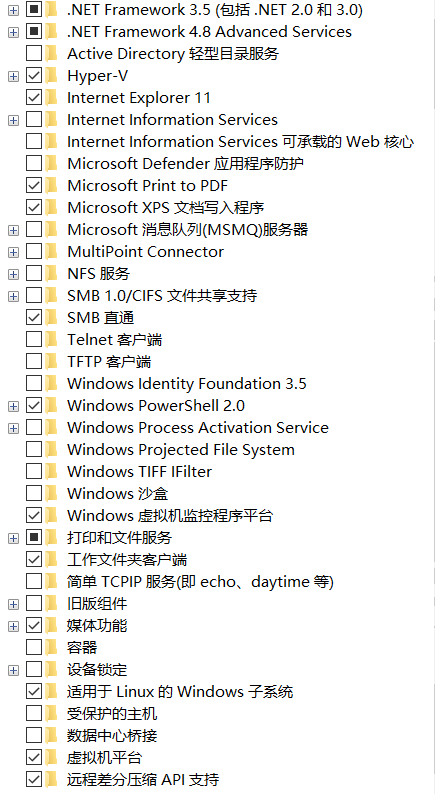 .NET Framework 3.5 (包括 .NET 2.0 和 3.0)
.NET Framework 4.8 Advanced Services
Active Directory 轻型目录服务
Hyper-V
Internet Explorer 11
Internet Information Services
Internet Information Services 可承载的 Web 核心
Microsoft Defender 应用程序防护
Microsoft Print to PDF
Microsoft XPS 文档写入程序
Microsoft 消息队列(MSMQ)服务器
MultiPoint Connector
NFS 服务
SMB 1.0/CIFS 文件共享支持
SMB 直通
Telnet 客户端
TFTP 客户端
Windows Identity Foundation 3.5
Windows PowerShell 2.0
Windows Process Activation Service
Windows Projected File System
Windows TIFF IFilter
Windows 沙盒
Windows 虚拟机监控程序平台
打印和文件服务
工作文件夹客户端
简单 TCPIP 服务(即 echo、daytime 等)
旧版组件
媒体功能
容器
设备锁定
适用于 Linux 的 Windows 子系统
受保护的主机
数据中心桥接
虚拟机平台
远程差分压缩 API 支持